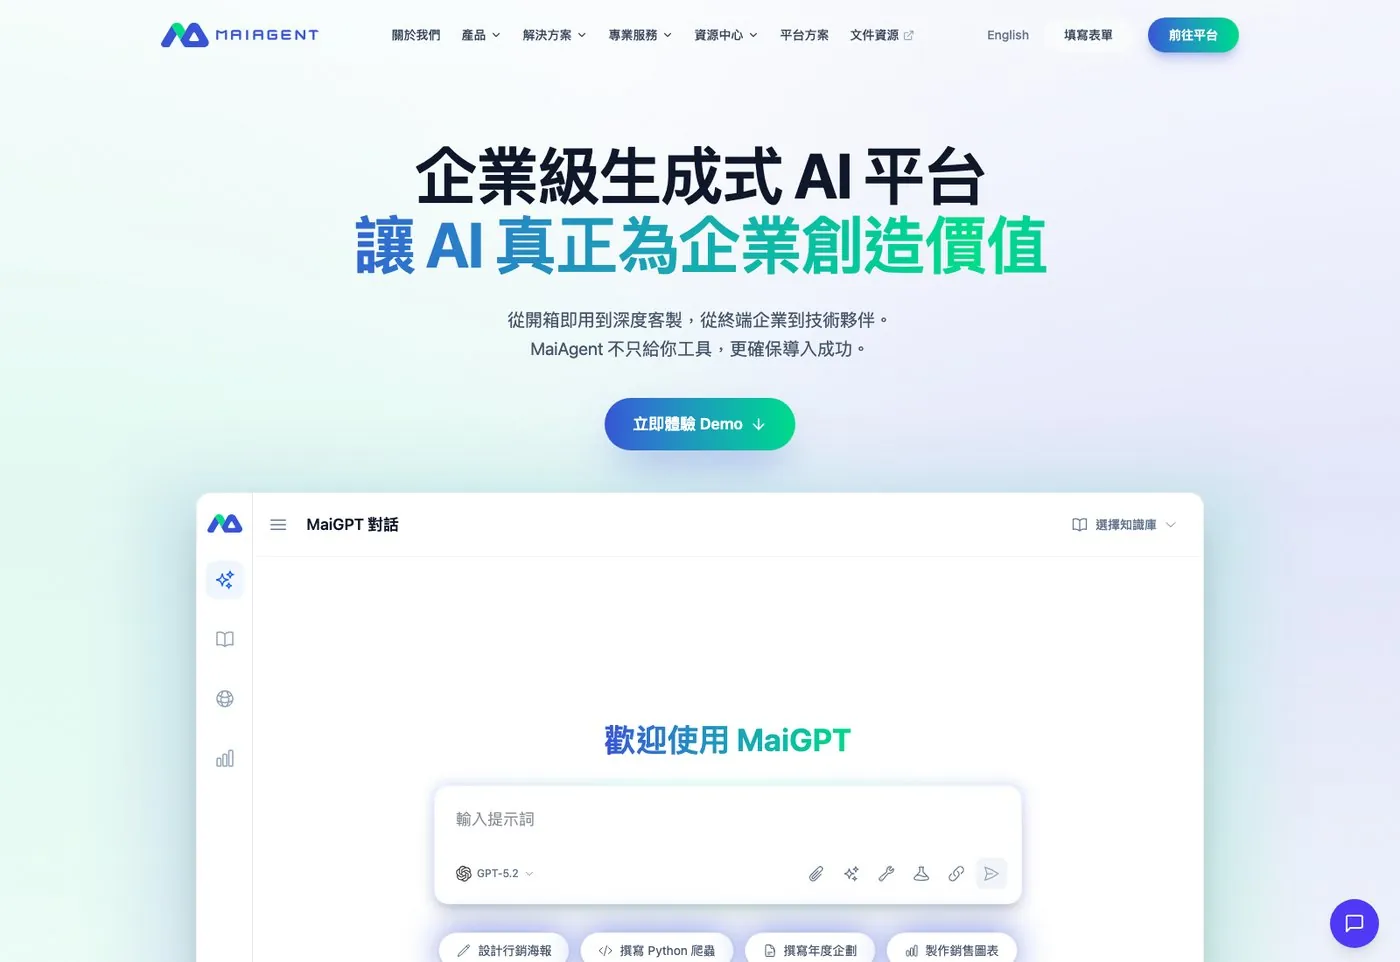 MAIAGENT
關於我們
產品
解決方案
專業服務
資源中心
平台方案
文件資源
English
填寫表單
前往平台
企業級生成式 AI 平台
讓 AI 真正為企業創造價值
從開箱即用到深度客製，從終端企業到技術夥伴。
MaiAgent 不只給你工具，更確保導入成功。
立即體驗 Demo ↓
MaiGPT 對話
選擇知識庫
歡迎使用 MaiGPT
輸入提示詞
GPT-5.2
設計行銷海報
撰寫 Python 爬蟲
撰寫年度企劃
製作銷售圖表